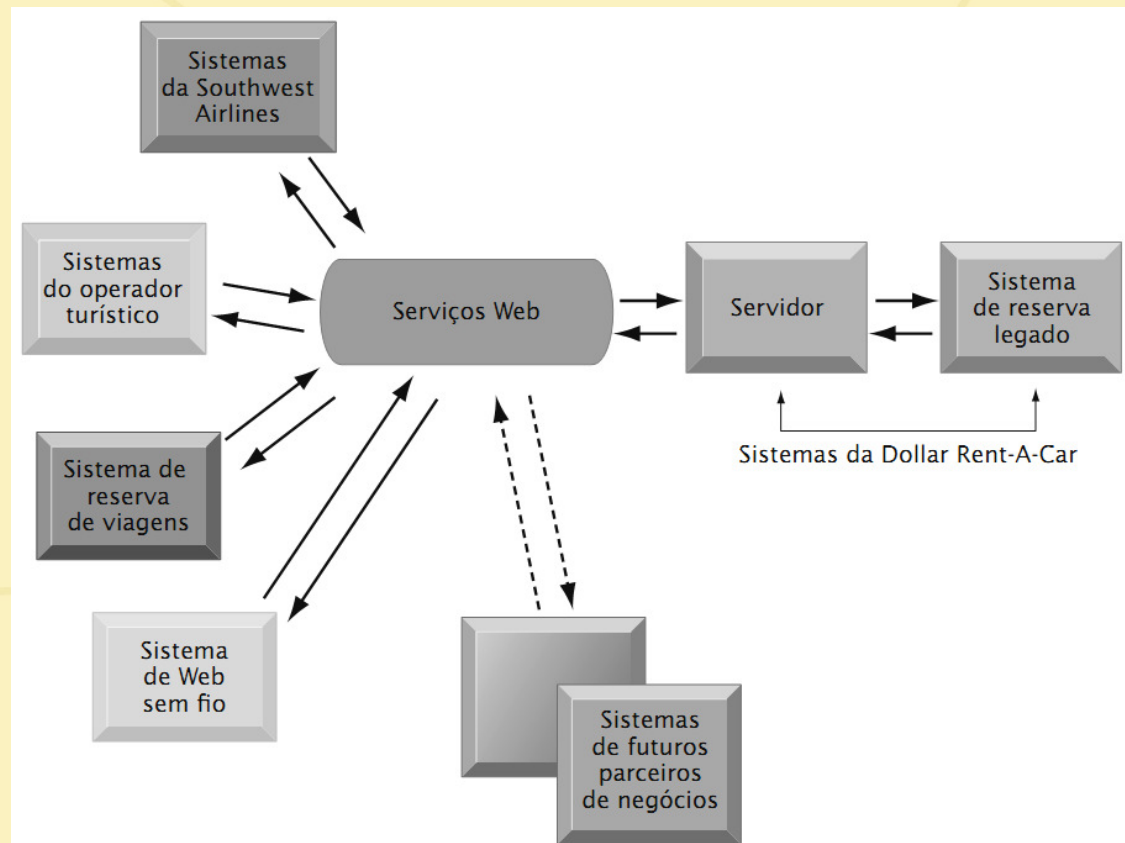 Sistemas
da Southwest
Airlines
Sistemas
do operador
turístico
Serviços Web
Servidor
Sistema
de reserva
legado
Sistemas da Dollar Rent-A-Car
Sistema de
reserva
de viagens
Sistema
de Web
sem fio
Sistemas
de futuros
parceiros
de negócios